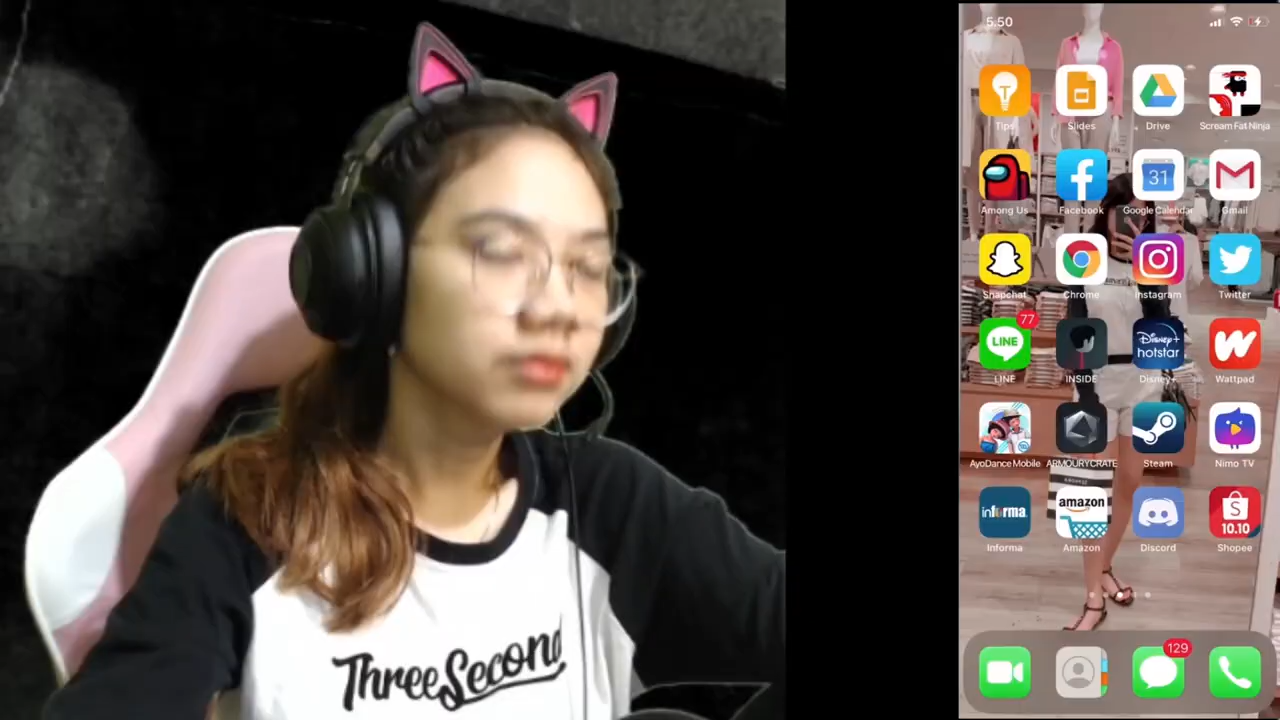 5.50
Tips
Slides
Drive
Scream Fat Ninja
Among Us
Facebook
31
Google Calendar
Gmail
Snapchat
Chrome
Instagram
Twitter
77
LINE
LINE
INSIDE
Disney+
hotstar
Disney+
Wattpad
AyoDance Mobile
ARMOURYCRATE
Steam
Nimo TV
informa
Informa
amazon
Amazon
Discord
S
10.10
Shopee
129
ThreeSecond